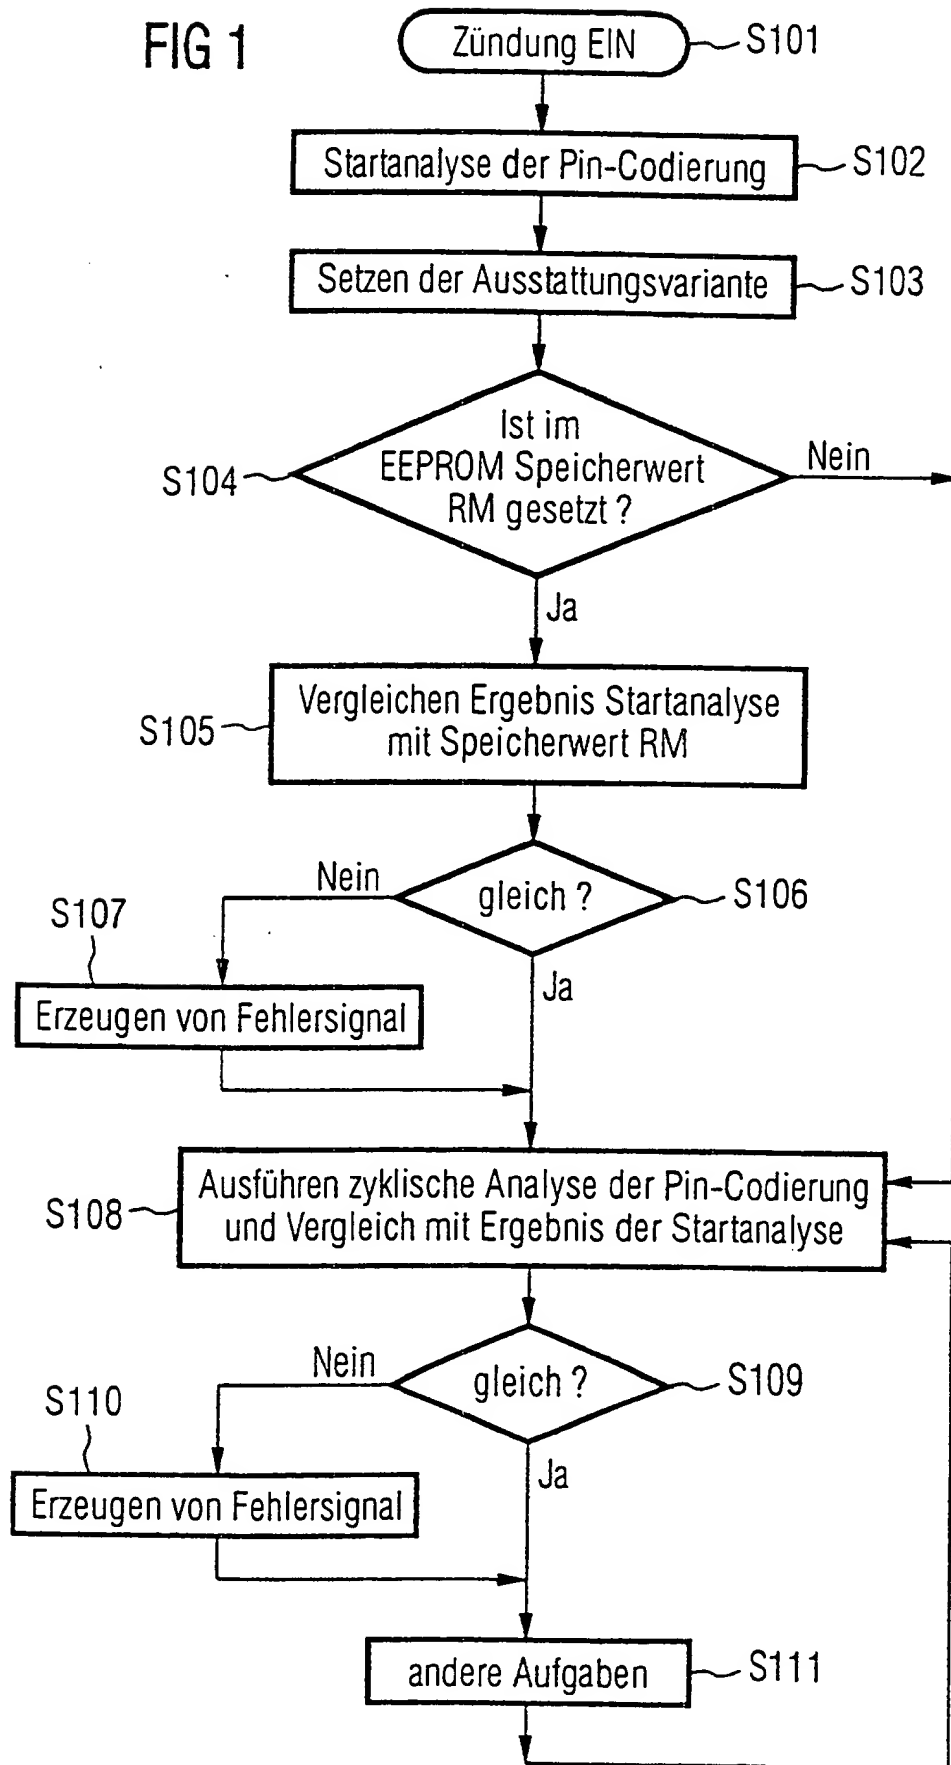 FIG 1
Zündung EIN
S101
Startanalyse der Pin-Codierung
S102
Setzen der Ausstattungsvariante
S103
Ist im
EEPROM Speicherwert
RM gesetzt ?
S104
Nein
Ja
Vergleichen Ergebnis Startanalyse
mit Speicherwert RM
S105
gleich ?
S106
Nein
S107
Ja
Erzeugen von Fehlersignal
Ausführen zyklische Analyse der Pin-Codierung
und Vergleich mit Ergebnis der Startanalyse
S108
gleich ?
S109
Nein
S110
Ja
Erzeugen von Fehlersignal
andere Aufgaben
S111